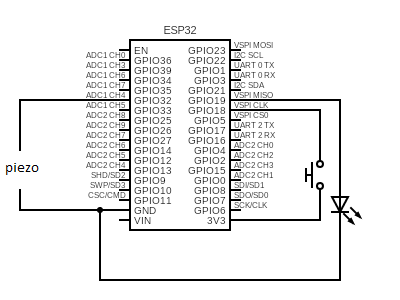 ESP32
VSPI MOSI
EN GPIO23
ADC1 CH0 I2C SCL
GPIO36 GPIO22
ADC1 CH3 UART 0 TX
GPIO39 GPIO1
ADC1 CH6 UART 0 RX
GPIO34 GPIO3
ADC1 CH7 I2C SDA
GPIO35 GPIO21
ADC1 CH4 VSPI MISO
GPIO32 GPIO19
ADC1 CH5 VSPI CLK
GPIO33 GPIO18
ADC2 CH8 VSPI CS0
GPIO25 GPIO5
ADC2 CH9 UART 2 TX
GPIO26 GPIO17
ADC2 CH7 UART 2 RX
GPIO27 GPIO16
ADC2 CH6 ADC2 CH0
GPIO14 GPIO4
ADC2 CH5 ADC2 CH2
GPIO12 GPIO2
ADC2 CH4 ADC2 CH3
piezo
GPIO13 GPIO15
SHD/SD2 ADC2 CH1
GPIO9 GPIO0
SWP/SD3 SDI/SD1
GPIO10 GPIO8
CSC/CMD SDO/SD0
GPIO11 GPIO7
SCK/CLK
GND GPIO6
VIN 3V3